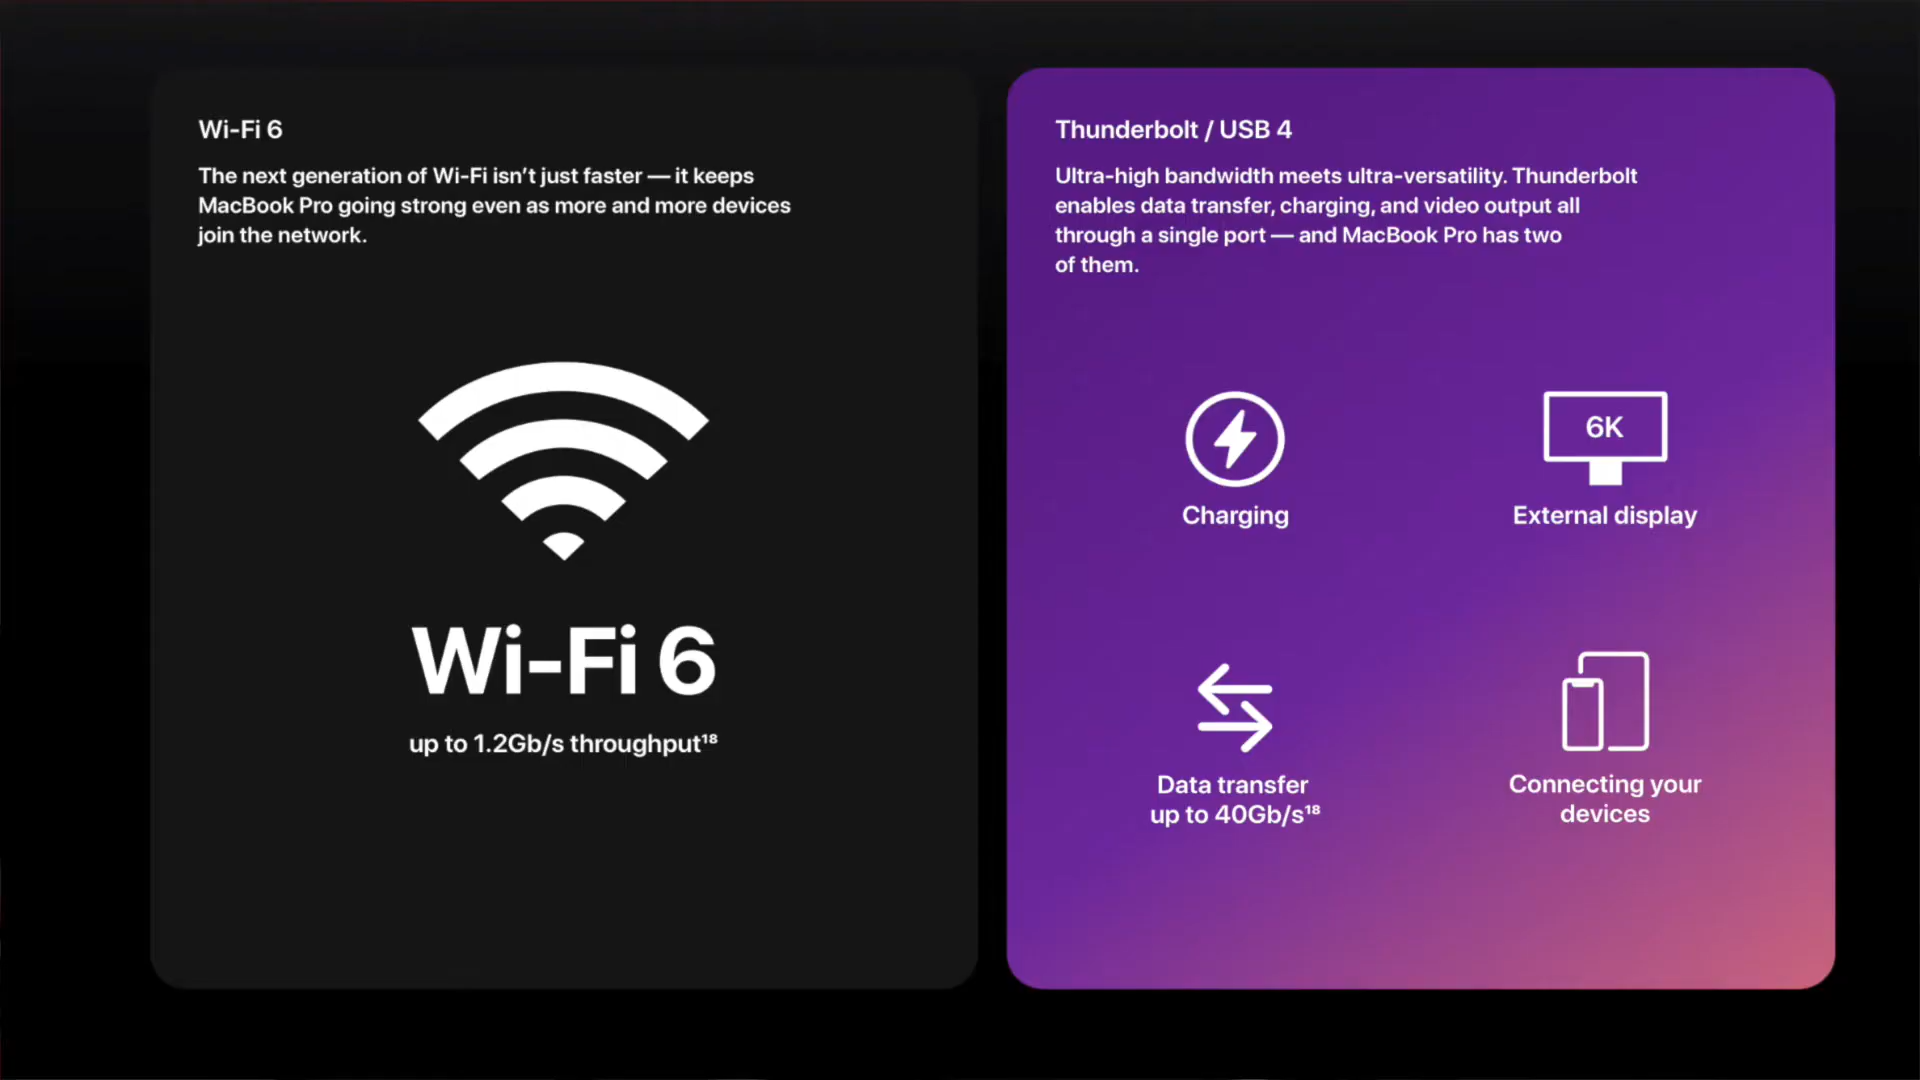 Wi-Fi 6
The next generation of Wi-Fi isn't just faster — it keeps
MacBook Pro going strong even as more and more devices
join the network.
Wi-Fi 6
up to 1.2Gb/s throughput¹⁸
Thunderbolt / USB 4
Ultra-high bandwidth meets ultra-versatility. Thunderbolt
enables data transfer, charging, and video output all
through a single port — and MacBook Pro has two
of them.
Charging
6K
External display
Data transfer
up to 40Gb/s¹⁸
Connecting your
devices